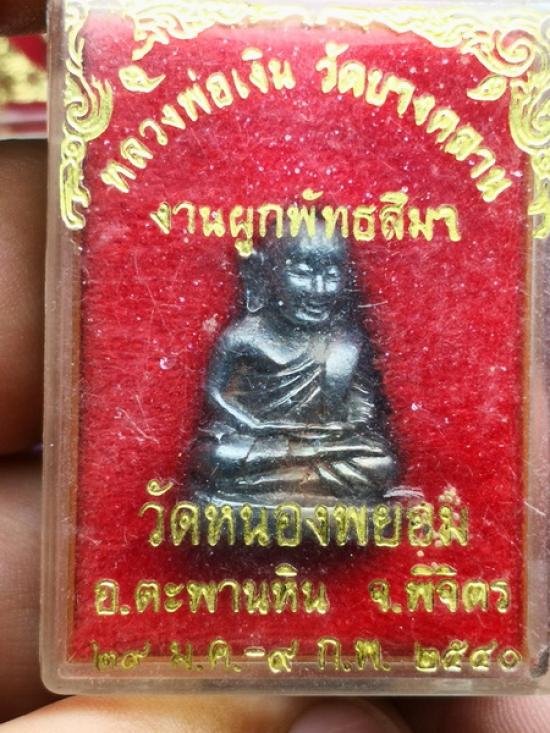 หลวงพ่อเงิน วัดบางคลาน
งานผูกพัทธสีมา
วัดหนองพยอม
อ.ตะพานหิน จ.พิจิตร
๒๙ ม.ค.-๙ ก.พ. ๒๕๔๐